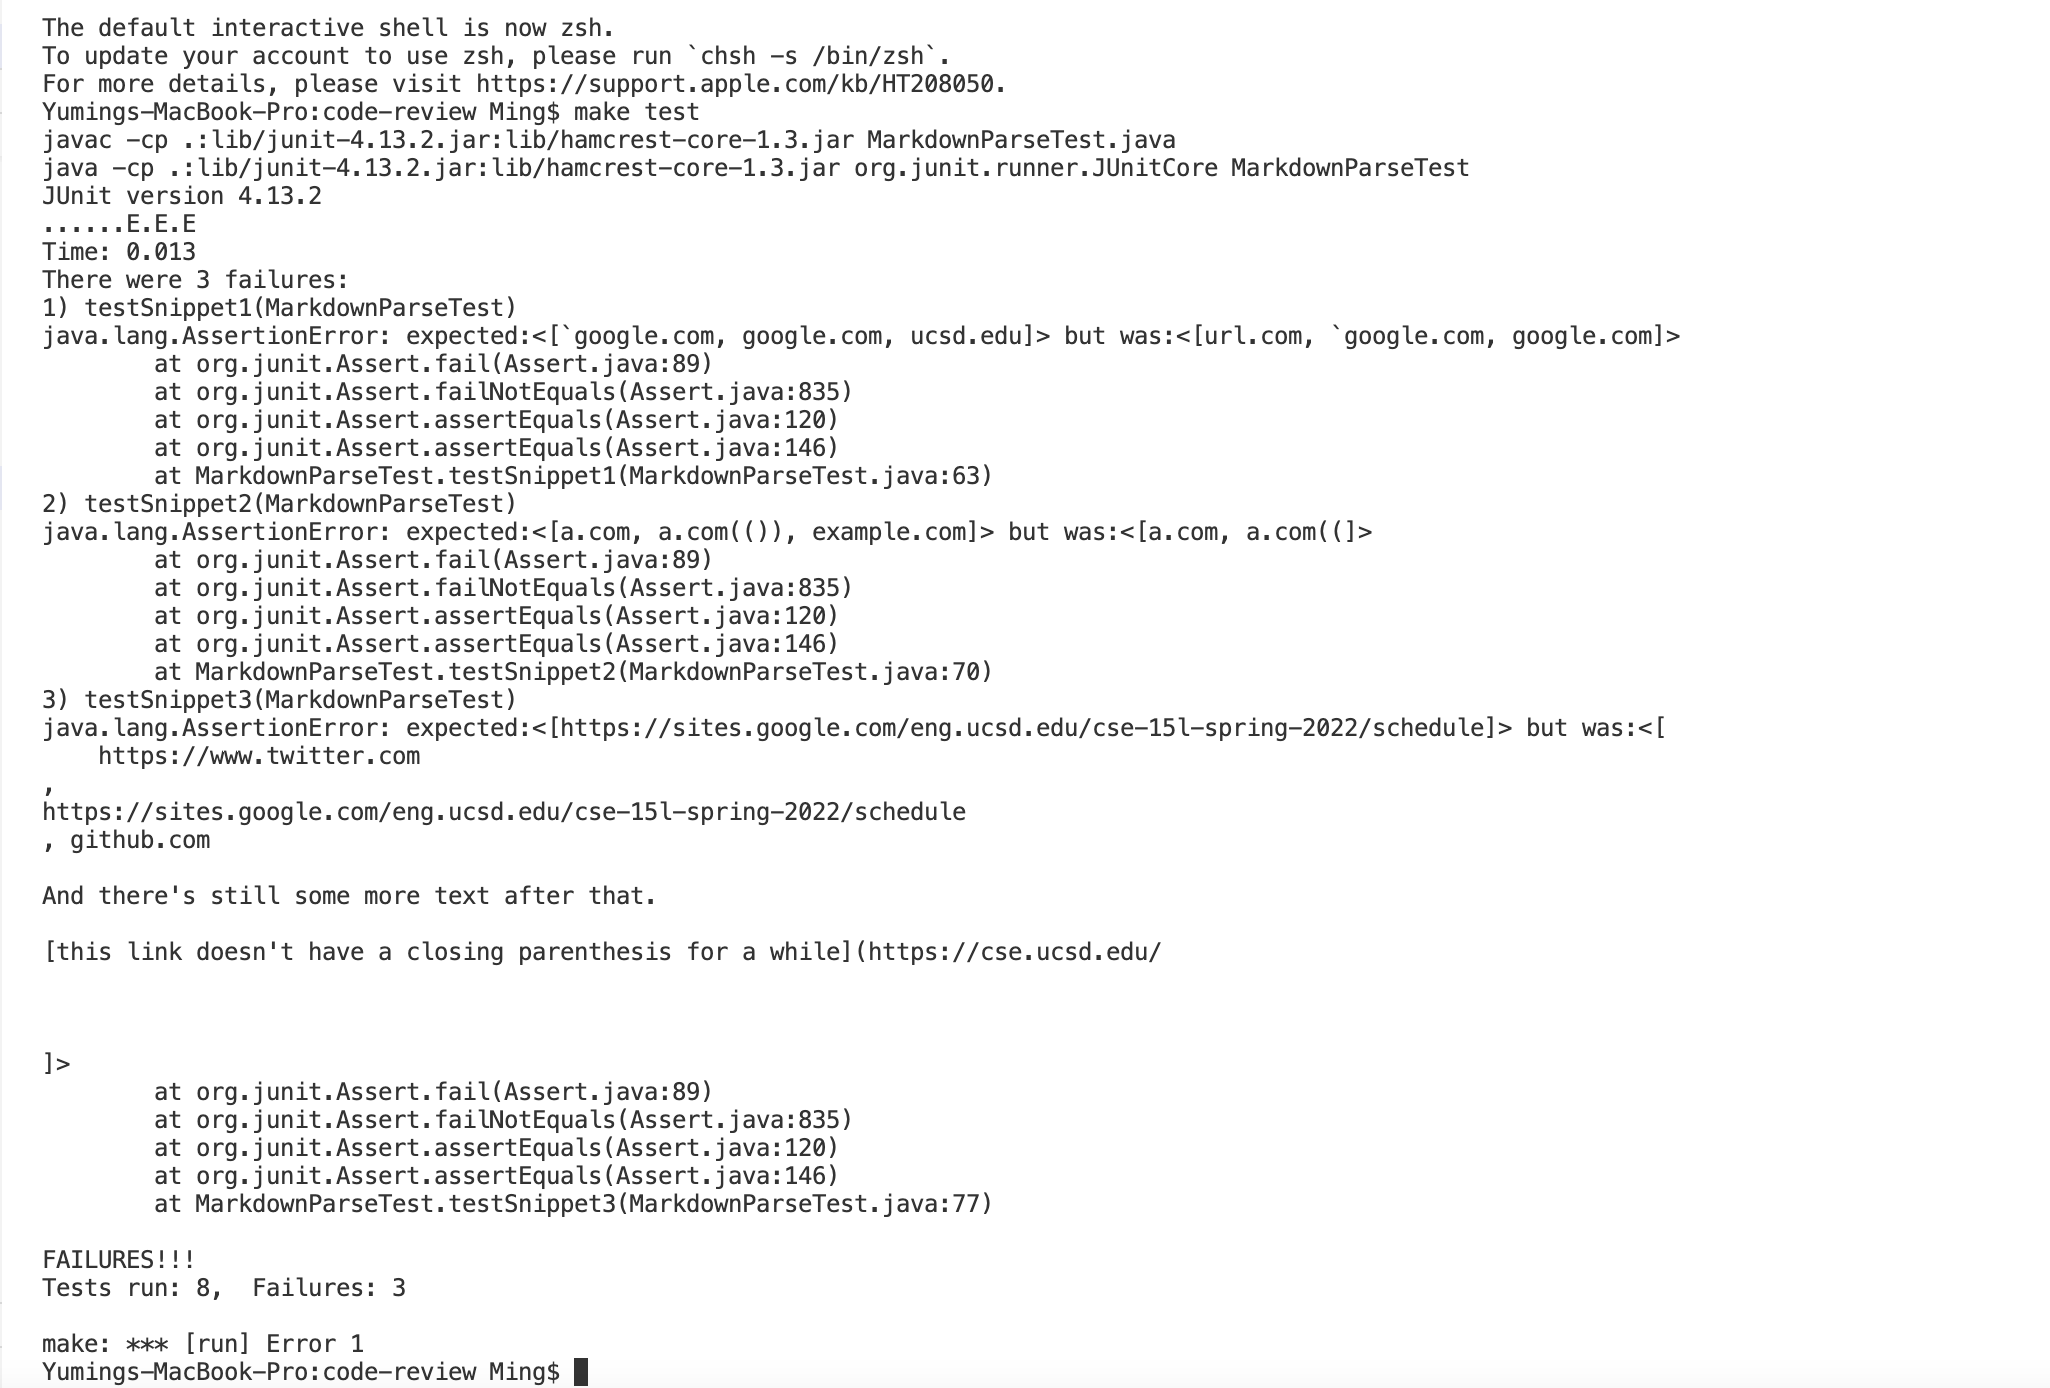 The default interactive shell is now zsh.
To update your account to use zsh, please run `chsh -s /bin/zsh`.
For more details, please visit https://support.apple.com/kb/HT208050.
Yumings-MacBook-Pro:code-review Ming$ make test
javac -cp .:lib/junit-4.13.2.jar:lib/hamcrest-core-1.3.jar MarkdownParseTest.java
java -cp .:lib/junit-4.13.2.jar:lib/hamcrest-core-1.3.jar org.junit.runner.JUnitCore MarkdownParseTest
JUnit version 4.13.2
......E.E.E
Time: 0.013
There were 3 failures:
1) testSnippet1(MarkdownParseTest)
java.lang.AssertionError: expected:<[`google.com, google.com, ucsd.edu]> but was:<[url.com, `google.com, google.com]>
        at org.junit.Assert.fail(Assert.java:89)
        at org.junit.Assert.failNotEquals(Assert.java:835)
        at org.junit.Assert.assertEquals(Assert.java:120)
        at org.junit.Assert.assertEquals(Assert.java:146)
        at MarkdownParseTest.testSnippet1(MarkdownParseTest.java:63)
2) testSnippet2(MarkdownParseTest)
java.lang.AssertionError: expected:<[a.com, a.com(()), example.com]> but was:<[a.com, a.com((]>
        at org.junit.Assert.fail(Assert.java:89)
        at org.junit.Assert.failNotEquals(Assert.java:835)
        at org.junit.Assert.assertEquals(Assert.java:120)
        at org.junit.Assert.assertEquals(Assert.java:146)
        at MarkdownParseTest.testSnippet2(MarkdownParseTest.java:70)
3) testSnippet3(MarkdownParseTest)
java.lang.AssertionError: expected:<[https://sites.google.com/eng.ucsd.edu/cse-15l-spring-2022/schedule]> but was:<[
    https://www.twitter.com
,
https://sites.google.com/eng.ucsd.edu/cse-15l-spring-2022/schedule
, github.com

And there's still some more text after that.

[this link doesn't have a closing parenthesis for a while](https://cse.ucsd.edu/

]>
        at org.junit.Assert.fail(Assert.java:89)
        at org.junit.Assert.failNotEquals(Assert.java:835)
        at org.junit.Assert.assertEquals(Assert.java:120)
        at org.junit.Assert.assertEquals(Assert.java:146)
        at MarkdownParseTest.testSnippet3(MarkdownParseTest.java:77)

FAILURES!!!
Tests run: 8,  Failures: 3

make: *** [run] Error 1
Yumings-MacBook-Pro:code-review Ming$